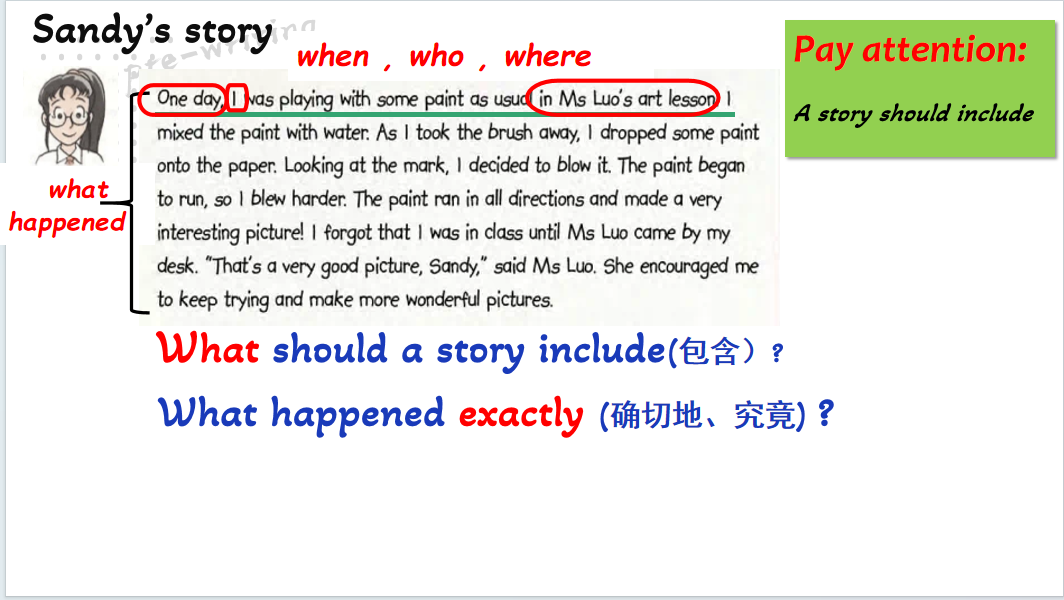 Sandy's story
pre-writing
when , who , where
Pay attention:
A story should include
One day, I was playing with some paint as usual in Ms Luo's art lesson. I
mixed the paint with water. As I took the brush away, I dropped some paint
onto the paper. Looking at the mark, I decided to blow it. The paint began
to run, so I blew harder. The paint ran in all directions and made a very
interesting picture! I forgot that I was in class until Ms Luo came by my
desk. "That's a very good picture, Sandy," said Ms Luo. She encouraged me
to keep trying and make more wonderful pictures.
what
happened
What should a story include(包含）?
What happened exactly (确切地、究竟) ?